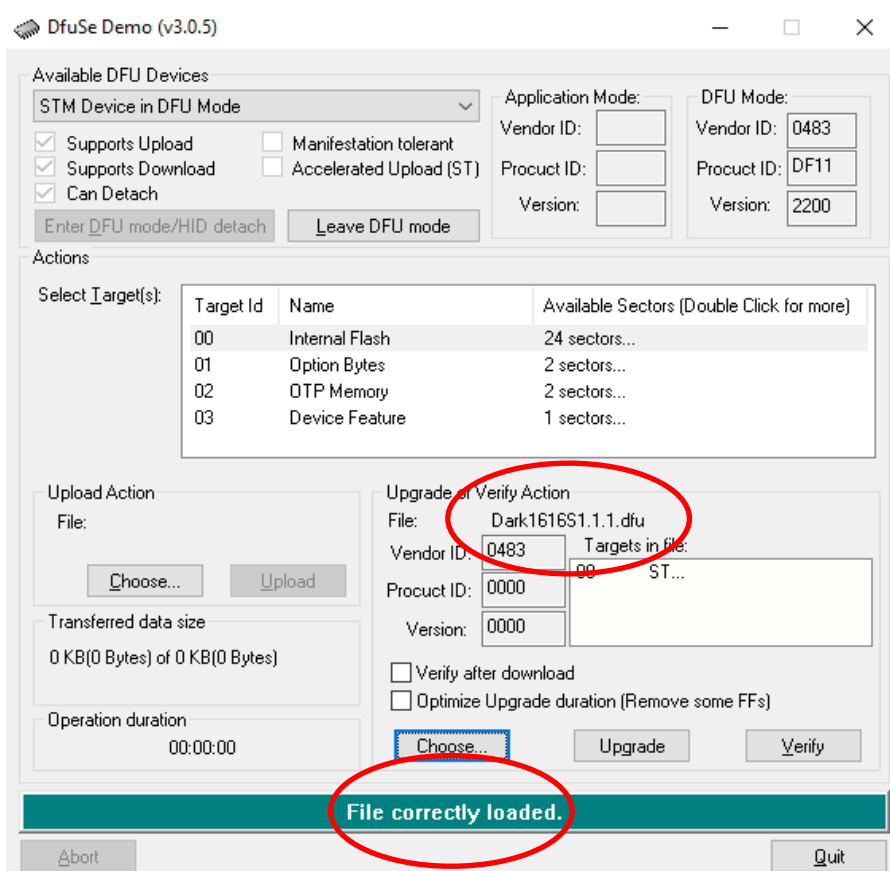 DfuSe Demo (v3.0.5)
Available DFU Devices
STM Device in DFU Mode
Supports Upload
Manifestation tolerant
Supports Download
Accelerated Upload (ST)
Can Detach
Enter DFU mode/HID detach
Leave DFU mode
Application Mode:
Vendor ID:
Procuct ID:
Version:
DFU Mode:
Vendor ID: 0483
Procuct ID: DF11
Version: 2200
Actions
Select Target(s):
Target Id Name Available Sectors (Double Click for more)
00 Internal Flash 24 sectors...
01 Option Bytes 2 sectors...
02 OTP Memory 2 sectors...
03 Device Feature 1 sectors...
Upload Action
File:
Choose... Upload
Transferred data size
0 KB(0 Bytes) of 0 KB(0 Bytes)
Operation duration
00:00:00
Upgrade or Verify Action
File: Dark1616S1.1.1.dfu
Vendor ID: 0483
Procuct ID: 0000
Version: 0000
Targets in file:
00 ST...
Verify after download
Optimize Upgrade duration (Remove some FFs)
Choose... Upgrade Verify
File correctly loaded.
Abort Quit